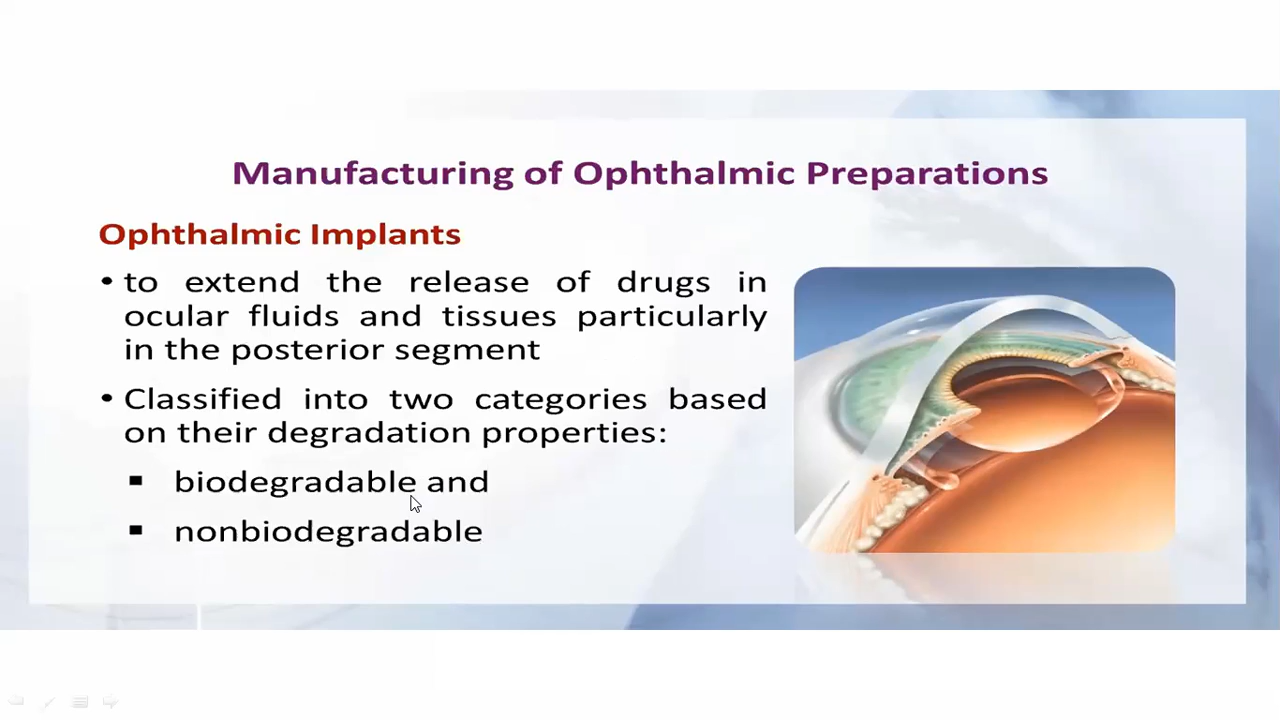 Manufacturing of Ophthalmic Preparations
Ophthalmic Implants
• to extend the release of drugs in
ocular fluids and tissues particularly
in the posterior segment
• Classified into two categories based
on their degradation properties:
▪ biodegradable and
▪ nonbiodegradable